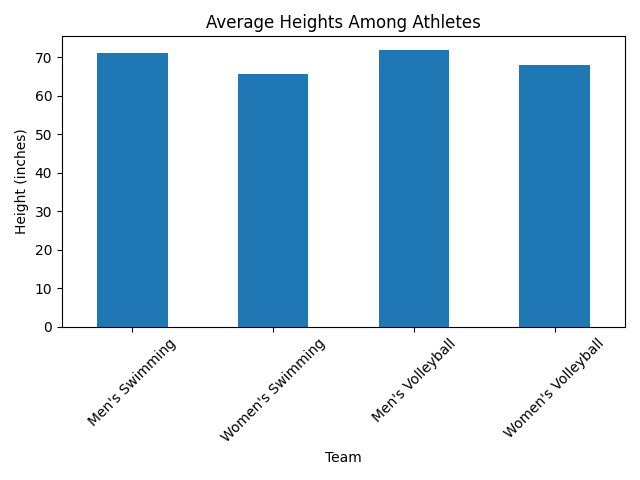 Average Heights Among Athletes
Height (inches)
70
60
50
40
30
20
10
0
Men's Swimming
Women's Swimming
Men's Volleyball
Women's Volleyball
Team